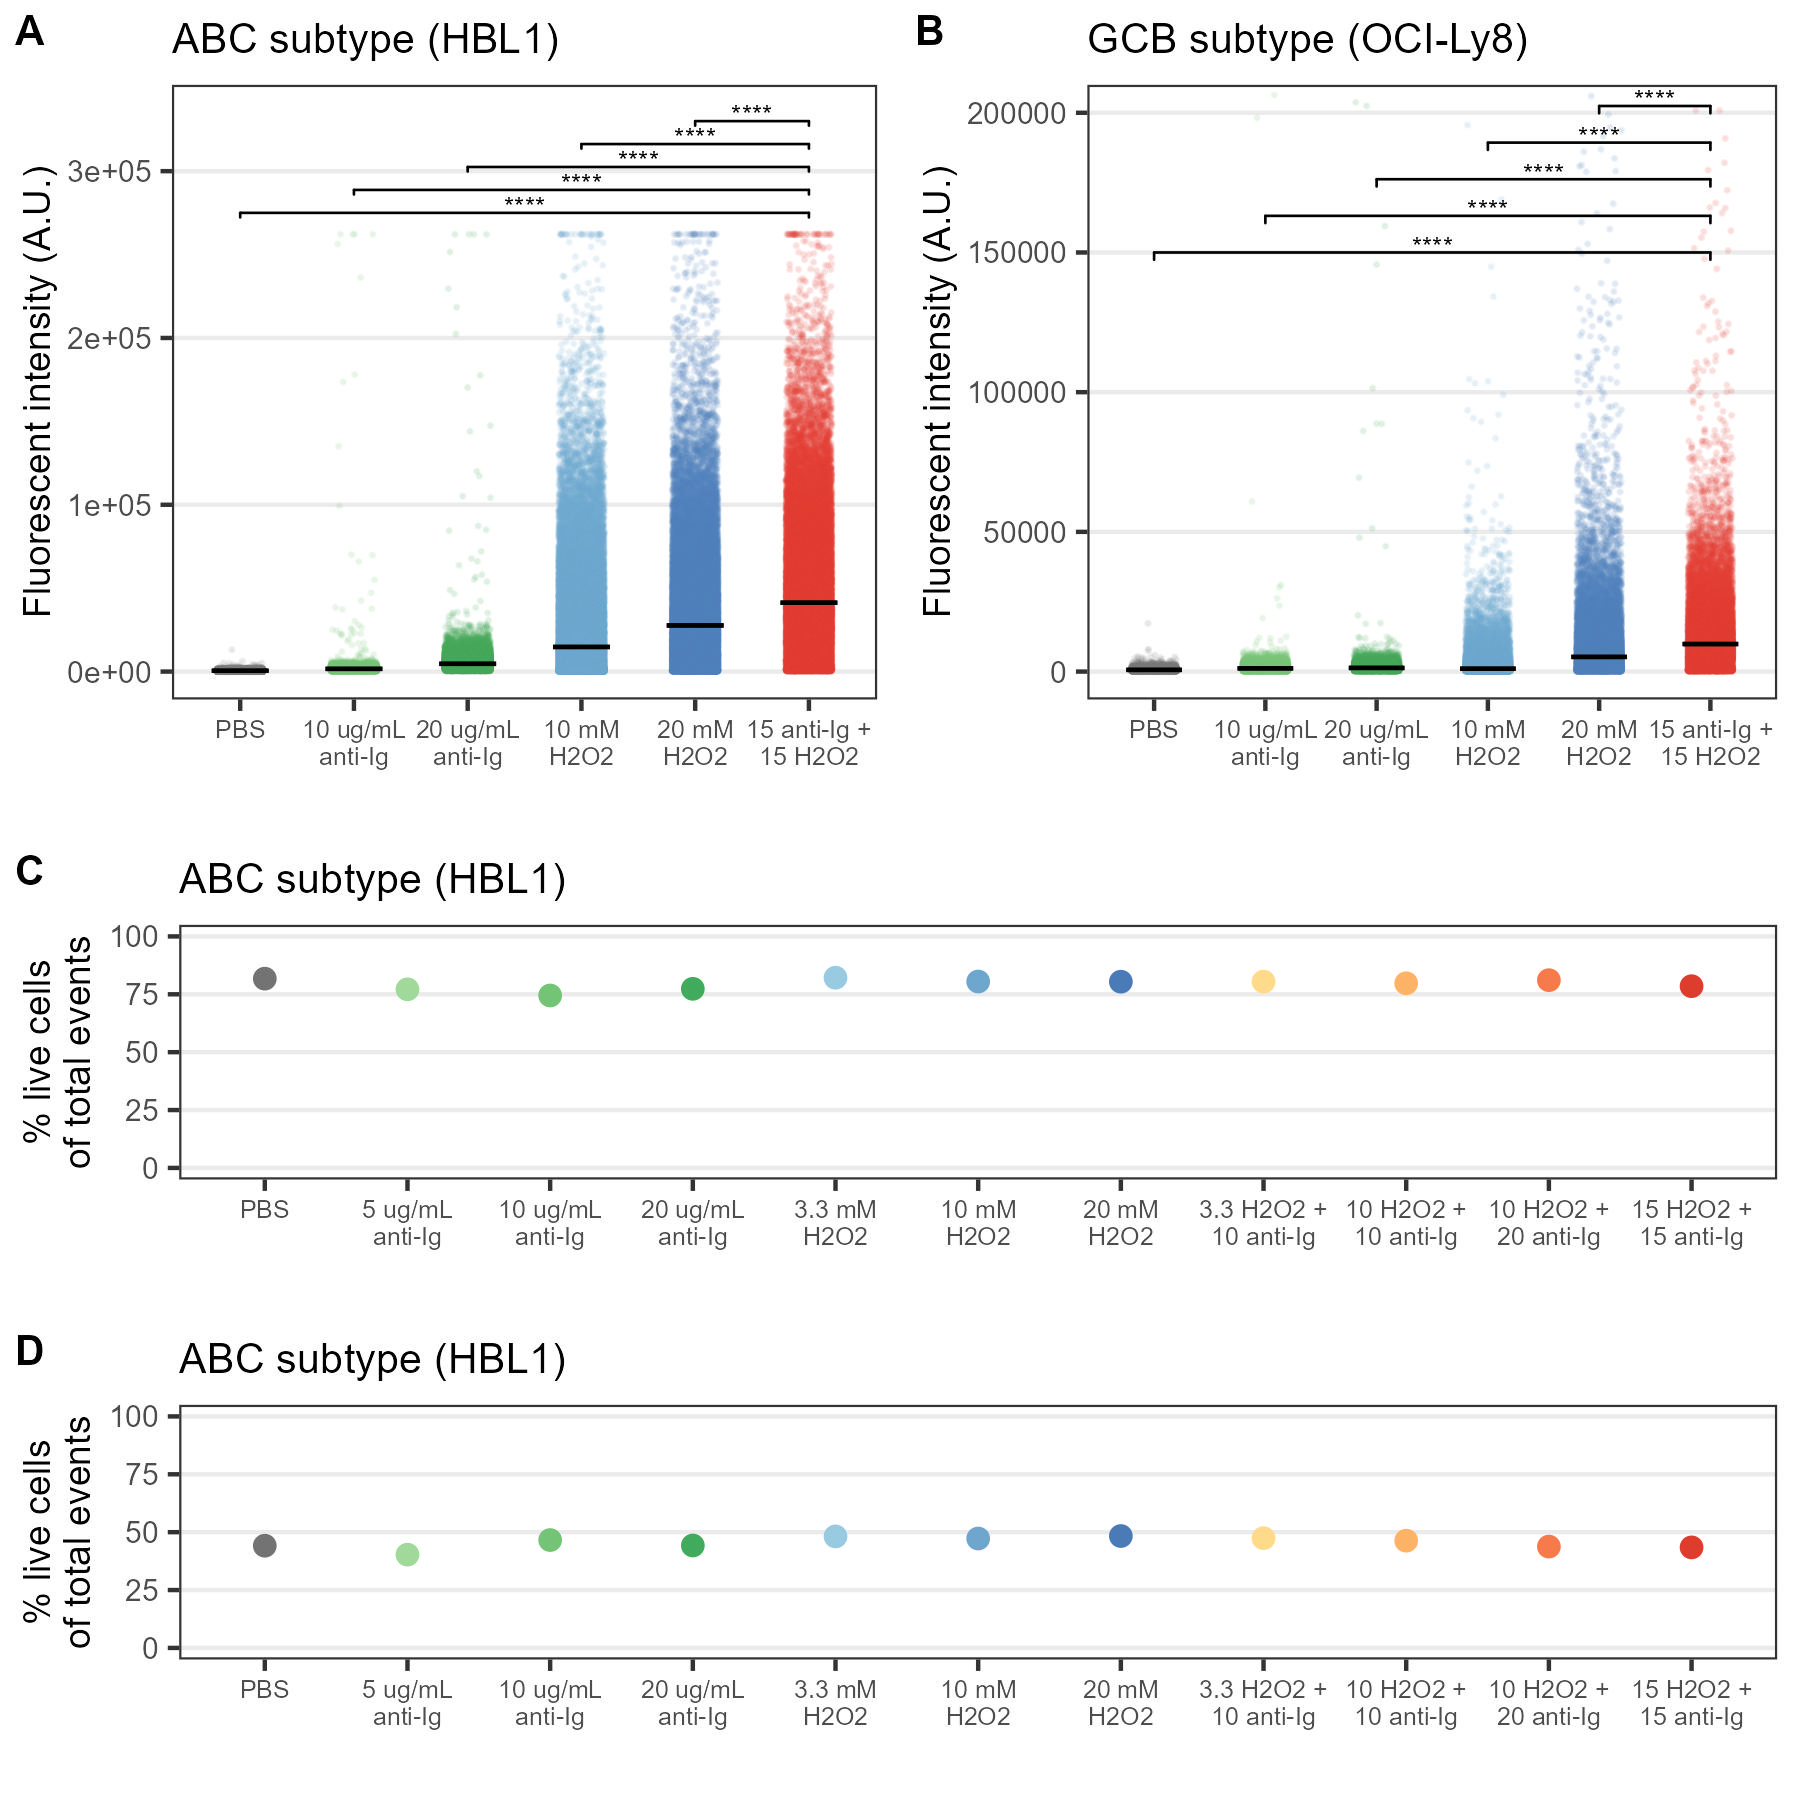 A
ABC subtype (HBL1)
Fluorescent intensity (A.U.)
3e+05
2e+05
1e+05
0e+00
****
****
****
****
****
PBS
10 ug/mL
anti-Ig
20 ug/mL
anti-Ig
10 mM
H2O2
20 mM
H2O2
15 anti-Ig +
15 H2O2
B
GCB subtype (OCI-Ly8)
Fluorescent intensity (A.U.)
200000
150000
100000
50000
0
****
****
****
****
****
PBS
10 ug/mL
anti-Ig
20 ug/mL
anti-Ig
10 mM
H2O2
20 mM
H2O2
15 anti-Ig +
15 H2O2
C
ABC subtype (HBL1)
% live cells
of total events
100
75
50
25
0
PBS
5 ug/mL
anti-Ig
10 ug/mL
anti-Ig
20 ug/mL
anti-Ig
3.3 mM
H2O2
10 mM
H2O2
20 mM
H2O2
3.3 H2O2 +
10 anti-Ig
10 H2O2 +
10 anti-Ig
10 H2O2 +
20 anti-Ig
15 H2O2 +
15 anti-Ig
D
ABC subtype (HBL1)
% live cells
of total events
100
75
50
25
0
PBS
5 ug/mL
anti-Ig
10 ug/mL
anti-Ig
20 ug/mL
anti-Ig
3.3 mM
H2O2
10 mM
H2O2
20 mM
H2O2
3.3 H2O2 +
10 anti-Ig
10 H2O2 +
10 anti-Ig
10 H2O2 +
20 anti-Ig
15 H2O2 +
15 anti-Ig